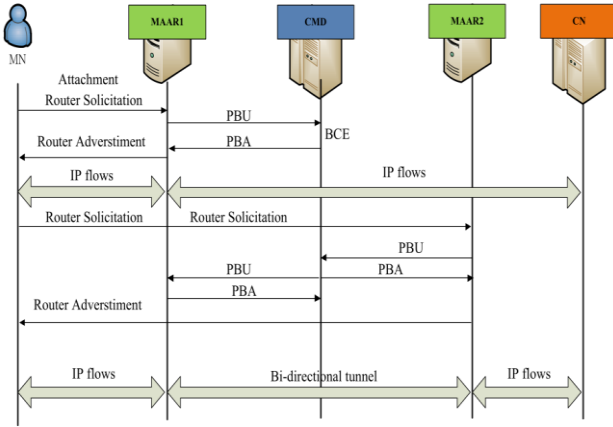 MAAR1
CMD
MAAR2
CN
MN
Attachment
Router Solicitation
PBU
BCE
Router Adverstiment
PBA
IP flows
IP flows
Router Solicitation
Router Solicitation
PBU
PBU
PBA
PBA
Router Adverstiment
IP flows
Bi-directional tunnel
IP flows